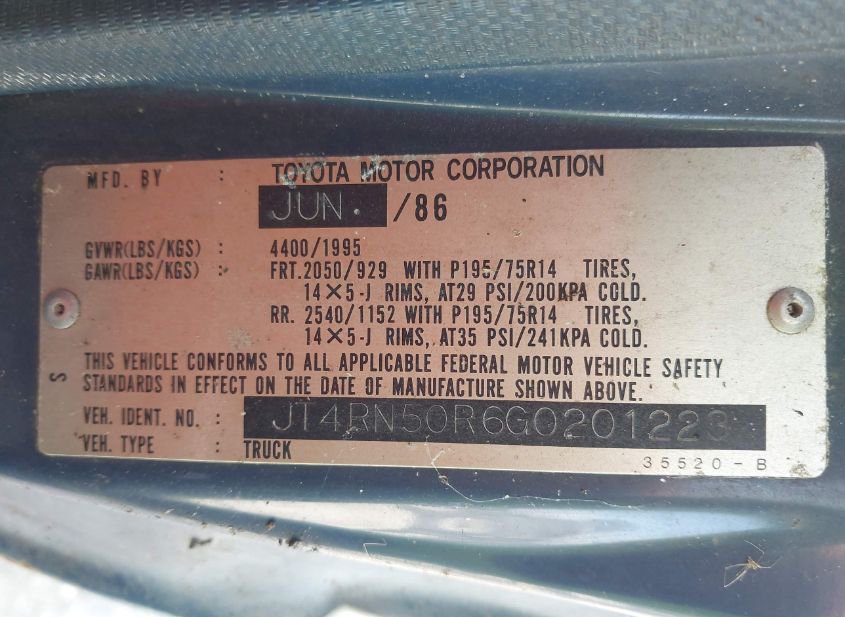 MFD. BY : TOYOTA MOTOR CORPORATION
JUN. /86
GVWR(LBS/KGS) : 4400/1995
GAWR(LBS/KGS) : FRT.2050/929 WITH P195/75R14 TIRES,
14×5-J RIMS, AT29 PSI/200KPA COLD.
RR. 2540/1152 WITH P195/75R14 TIRES,
14×5-J RIMS, AT35 PSI/241KPA COLD.
THIS VEHICLE CONFORMS TO ALL APPLICABLE FEDERAL MOTOR VEHICLE SAFETY
S STANDARDS IN EFFECT ON THE DATE OF MANUFACTURE SHOWN ABOVE.
VEH. IDENT. NO. : JT4RN50R6G0201223
VEH. TYPE : TRUCK
35520-B